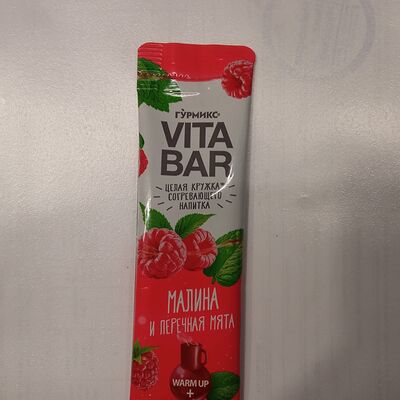 ГУРМИКС
VITA
BAR
ЦЕЛАЯ КРУЖКА
СОГРЕВАЮЩЕГО
НАПИТКА
МАЛИНА
И ПЕРЕЧНАЯ МЯТА
WARM UP
+